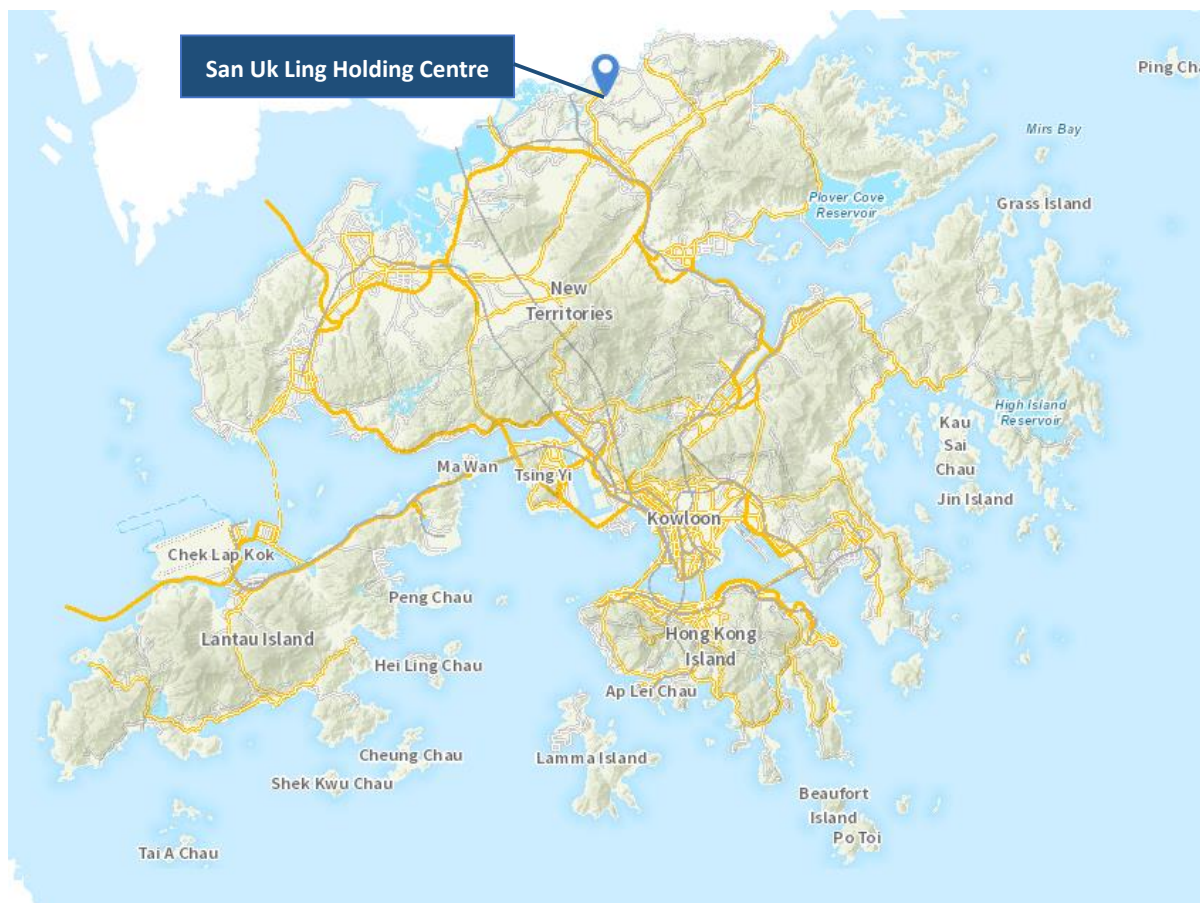 San Uk Ling Holding Centre
Mirs Bay
Plover Cove
Reservoir
Grass Island
New
Territories
High Island
Reservoir
Kau
Sai
Chau
Ma Wan
Tsing Yi
Jin Island
Kowloon
Chek Lap Kok
Peng Chau
Lantau Island
Hong Kong
Island
Hei Ling Chau
Ap Lei Chau
Cheung Chau
Lamma Island
Shek Kwu Chau
Beaufort
Island
Po Toi
Tai A Chau